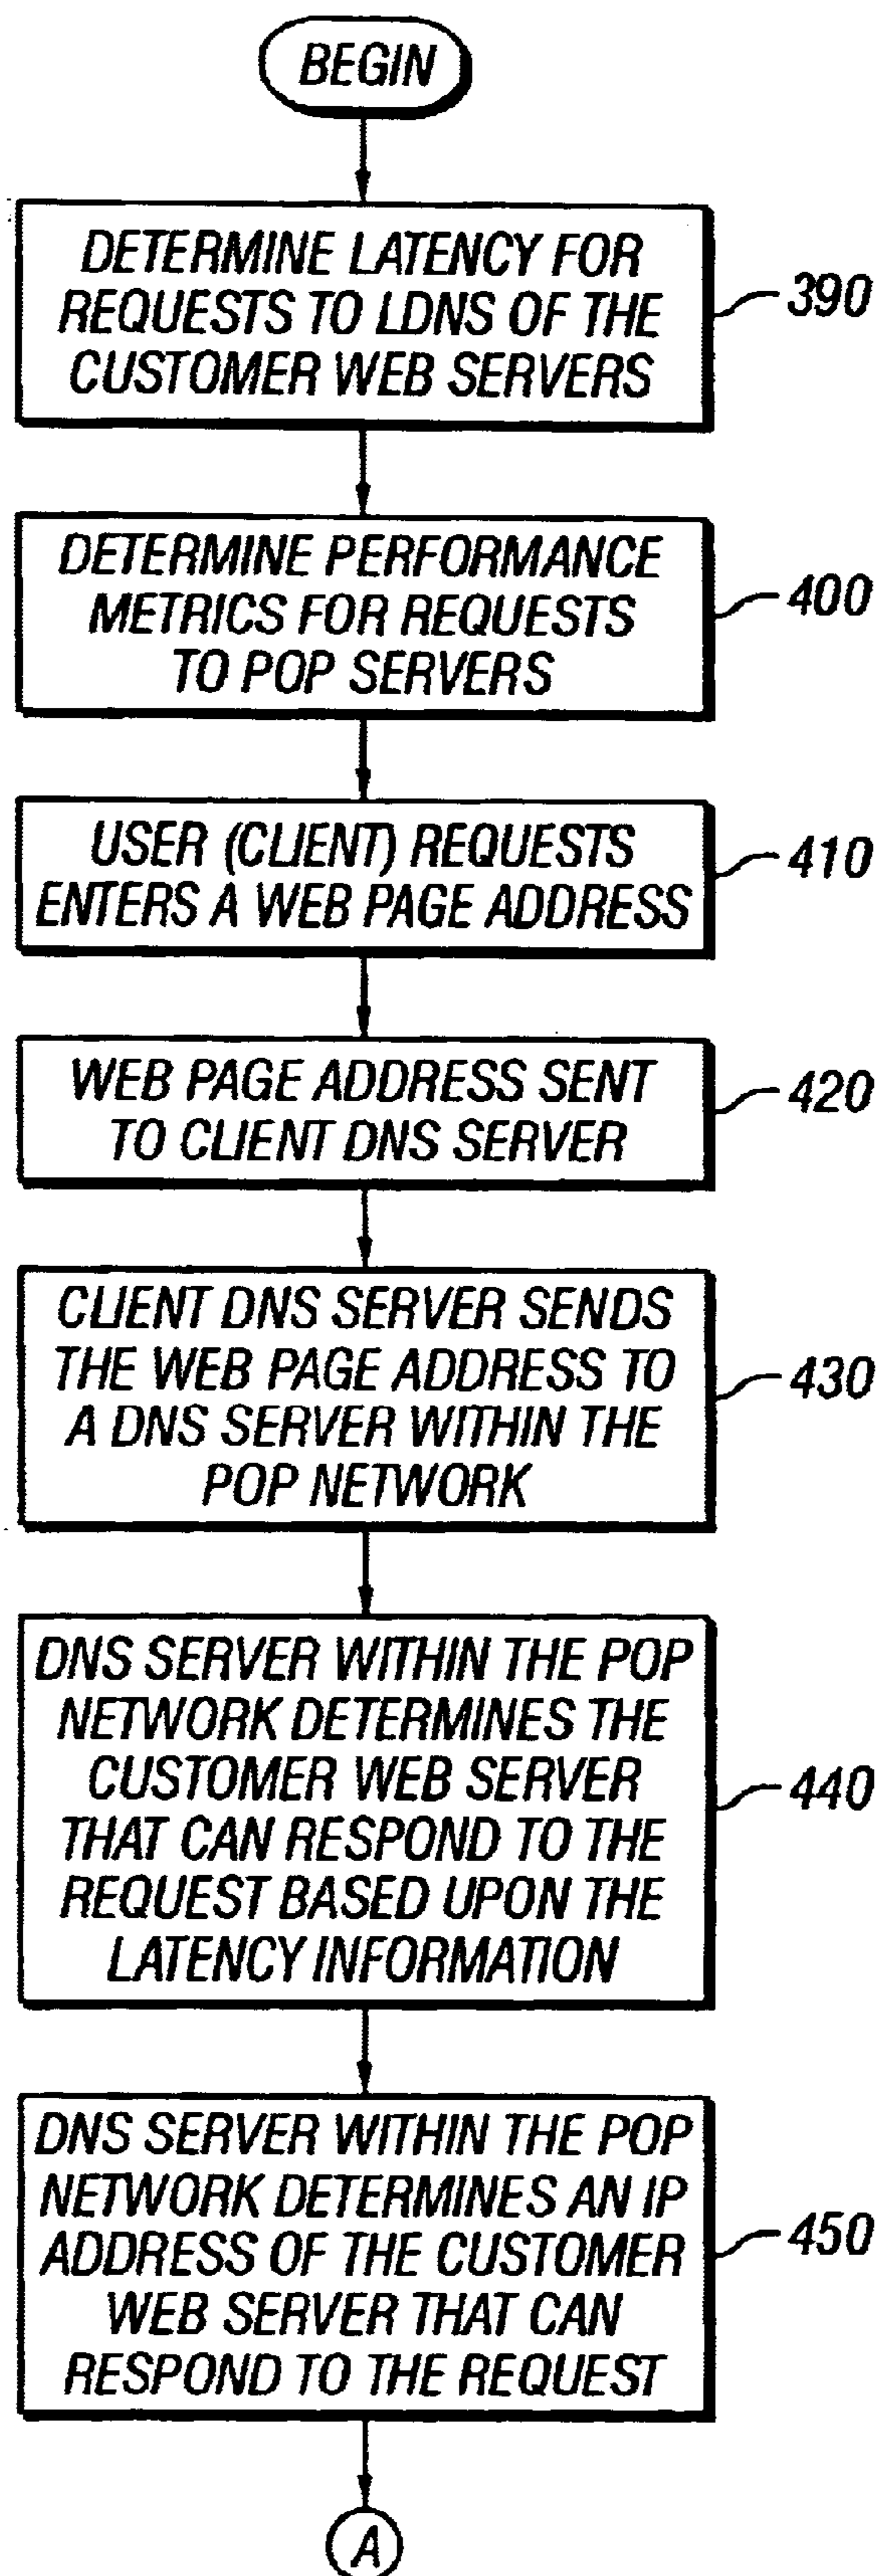 BEGIN
DETERMINE LATENCY FOR
REQUESTS TO LDNS OF THE
CUSTOMER WEB SERVERS
390
DETERMINE PERFORMANCE
METRICS FOR REQUESTS
TO POP SERVERS
400
USER (CLIENT) REQUESTS
ENTERS A WEB PAGE ADDRESS
410
WEB PAGE ADDRESS SENT
TO CLIENT DNS SERVER
420
CLIENT DNS SERVER SENDS
THE WEB PAGE ADDRESS TO
A DNS SERVER WITHIN THE
POP NETWORK
430
DNS SERVER WITHIN THE POP
NETWORK DETERMINES THE
CUSTOMER WEB SERVER
THAT CAN RESPOND TO THE
REQUEST BASED UPON THE
LATENCY INFORMATION
440
DNS SERVER WITHIN THE POP
NETWORK DETERMINES AN IP
ADDRESS OF THE CUSTOMER
WEB SERVER THAT CAN
RESPOND TO THE REQUEST
450
A